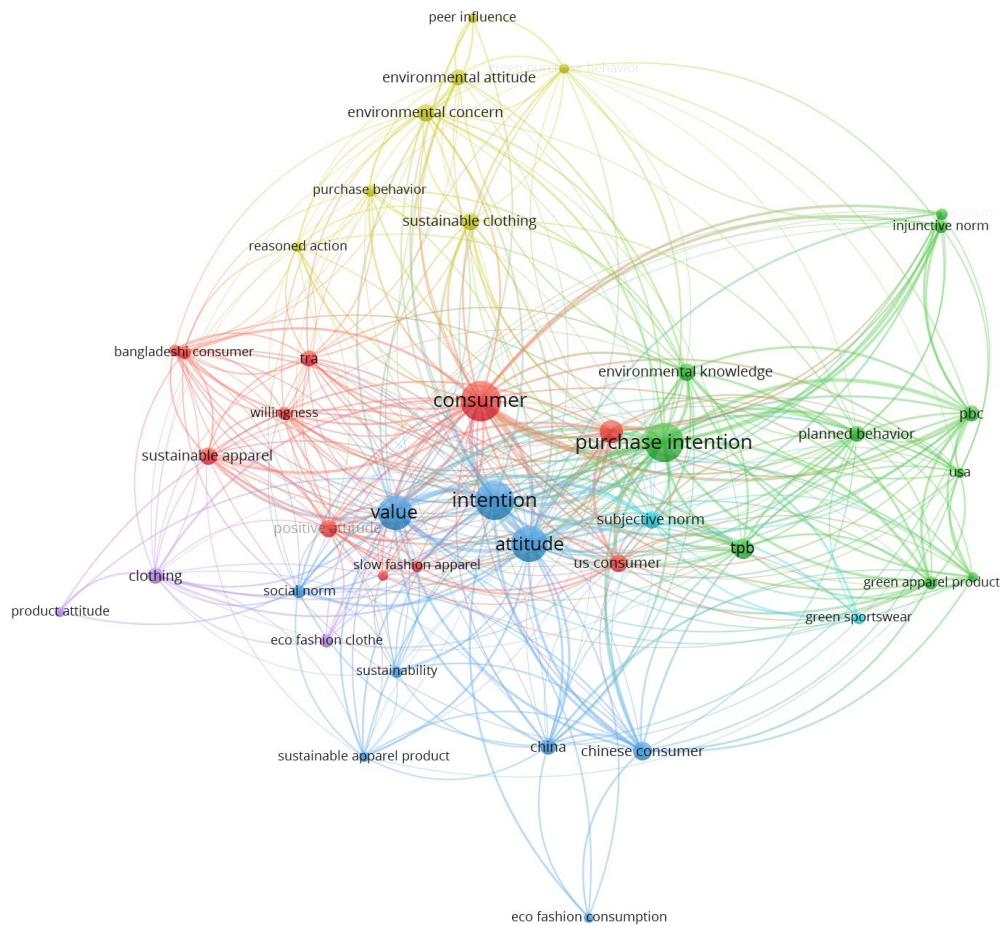 peer influence
green purchase behavior
environmental attitude
environmental concern
purchase behavior
sustainable clothing
injunctive norm
reasoned action
bangladeshi consumer
tra
environmental knowledge
consumer
willingness
pbc
planned behavior
purchase intention
sustainable apparel
usa
intention
value
subjective norm
positive attitude
attitude
tpb
slow fashion apparel
us consumer
clothing
green apparel product
social norm
product attitude
green sportswear
eco fashion clothe
sustainability
china
chinese consumer
sustainable apparel product
eco fashion consumption